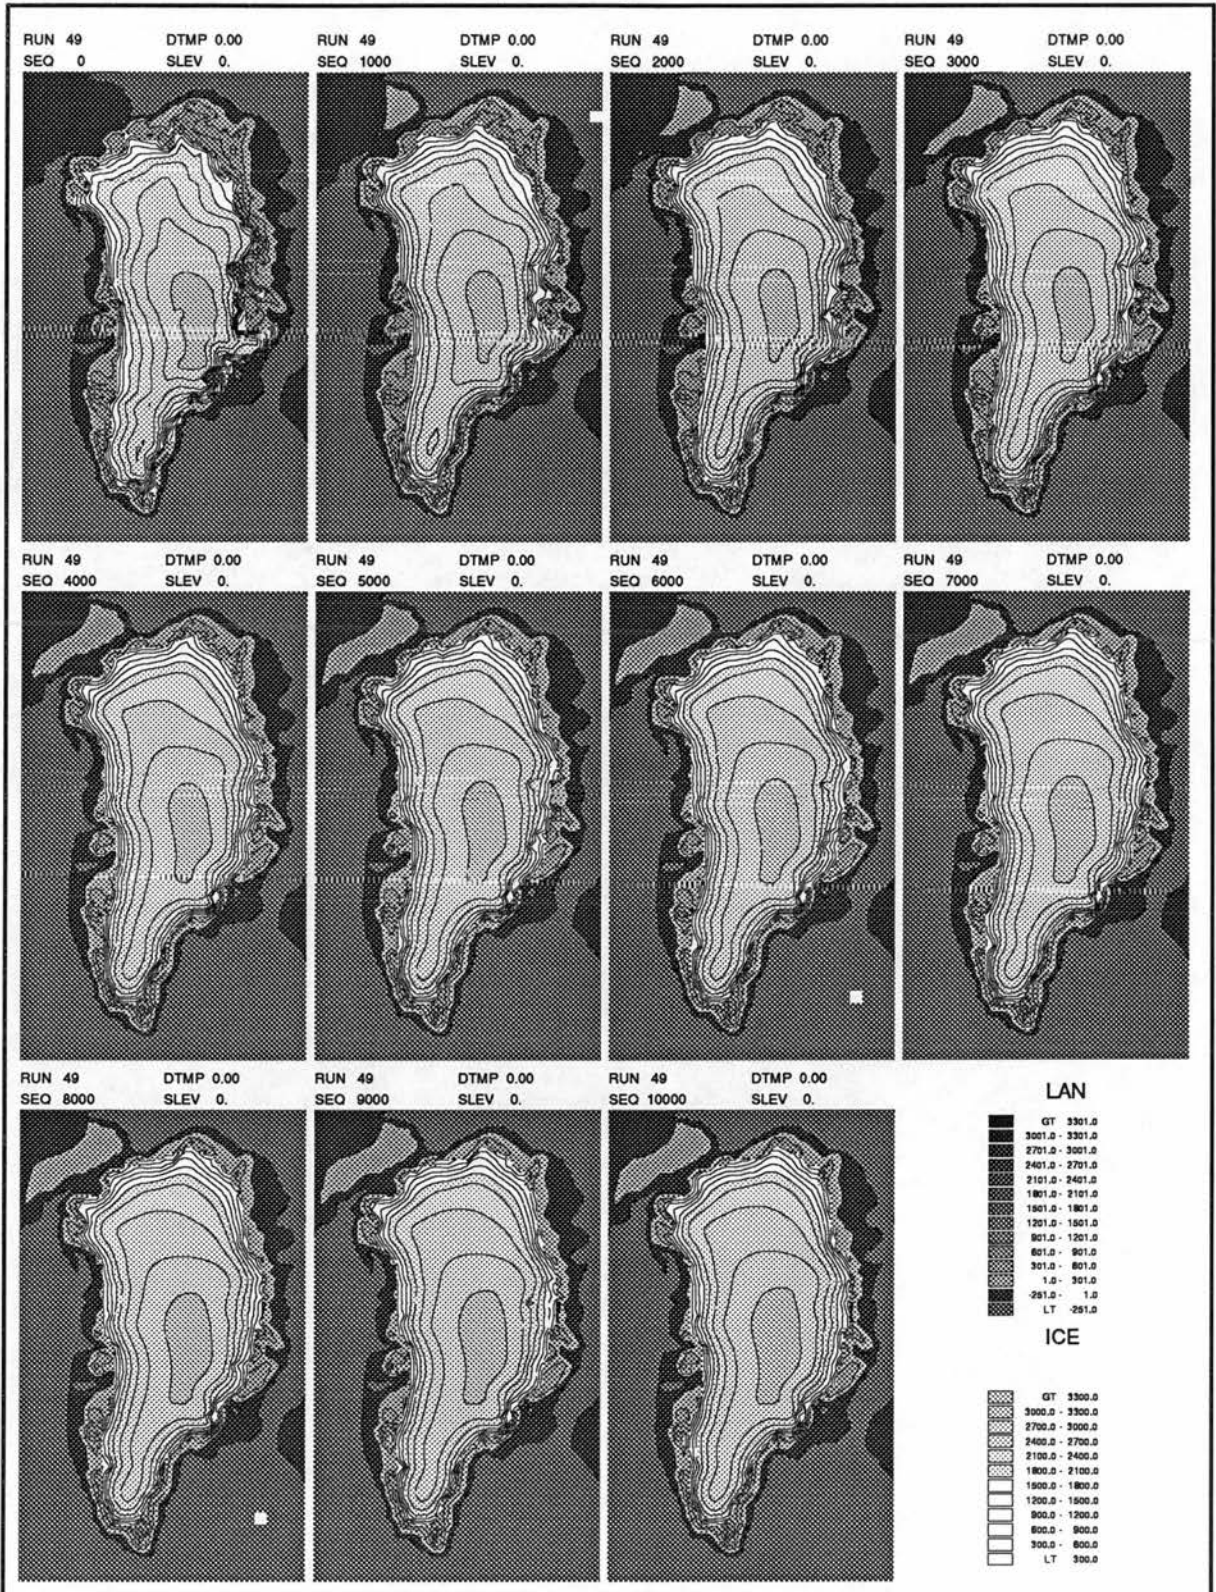 RUN 49 DTMP 0.00
SEQ 0 SLEV 0.
RUN 49 DTMP 0.00
SEQ 1000 SLEV 0.
RUN 49 DTMP 0.00
SEQ 2000 SLEV 0.
RUN 49 DTMP 0.00
SEQ 3000 SLEV 0.
RUN 49 DTMP 0.00
SEQ 4000 SLEV 0.
RUN 49 DTMP 0.00
SEQ 5000 SLEV 0.
RUN 49 DTMP 0.00
SEQ 6000 SLEV 0.
RUN 49 DTMP 0.00
SEQ 7000 SLEV 0.
RUN 49 DTMP 0.00
SEQ 8000 SLEV 0.
RUN 49 DTMP 0.00
SEQ 9000 SLEV 0.
RUN 49 DTMP 0.00
SEQ 10000 SLEV 0.
LAN
GT 3301.0
3001.0 - 3301.0
2701.0 - 3001.0
2401.0 - 2701.0
2101.0 - 2401.0
1801.0 - 2101.0
1501.0 - 1801.0
1201.0 - 1501.0
901.0 - 1201.0
601.0 - 901.0
301.0 - 601.0
1.0 - 301.0
-251.0 - 1.0
LT -251.0
ICE
GT 3300.0
3000.0 - 3300.0
2700.0 - 3000.0
2400.0 - 2700.0
2100.0 - 2400.0
1800.0 - 2100.0
1500.0 - 1800.0
1200.0 - 1500.0
900.0 - 1200.0
600.0 - 900.0
300.0 - 600.0
LT 300.0